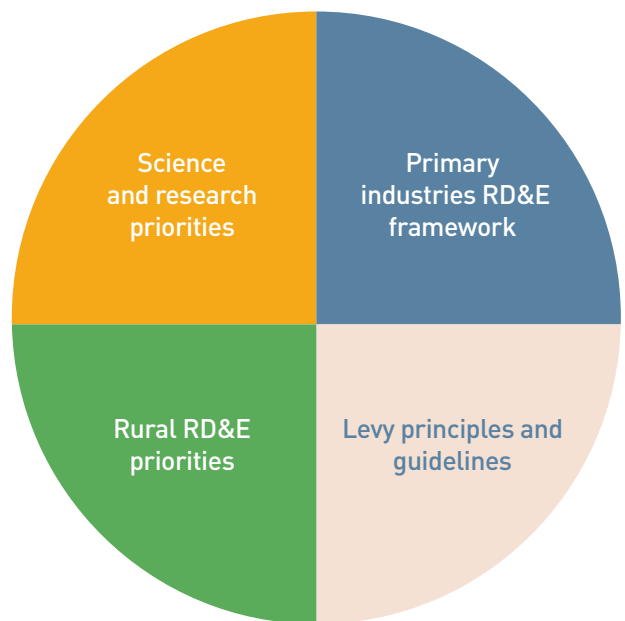 Science
and research
priorities
Primary
industries RD&E
framework
Rural RD&E
priorities
Levy principles and
guidelines